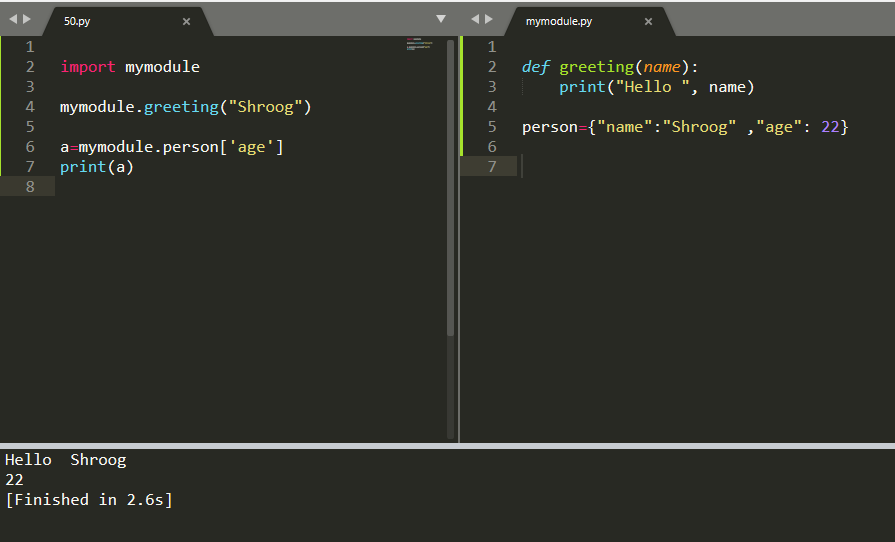 50.py
1
2 import mymodule
3
4 mymodule.greeting("Shroog")
5
6 a=mymodule.person['age']
7 print(a)
8
mymodule.py
1
2 def greeting(name):
3     print("Hello ", name)
4
5 person={"name":"Shroog" ,"age": 22}
6
7
Hello  Shroog
22
[Finished in 2.6s]